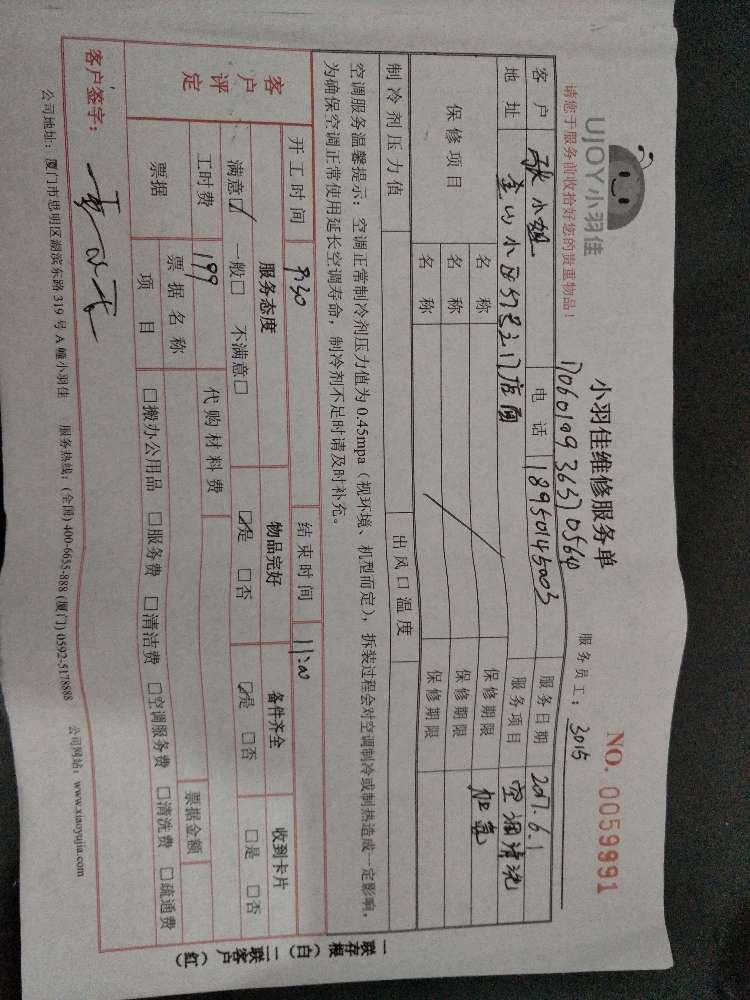 UJOY小羽佳
请您于服务前收拾好您的贵重物品！
小羽佳维修服务单
NO. 0059991
服务员工：3015
客户 张小姐 电话 18950145003 服务日期 2017.6.1
地址 服务项目 空调清洗
保修项目 名称 保修期限
加氟
名称 保修期限
名称 保修期限
制冷剂压力值 出风口温度
空调服务温馨提示：空调正常制冷剂压力值为 0.45mpa（视环境、机型而定），拆装过程会对空调制冷或制热造成一定影响，
为确保空调正常使用延长空调寿命，制冷剂不足时请及时补充。
开工时间 9:30 结束时间 11:00
客户评定 服务态度 物品完好 备件齐全 收到卡片
满意☑ 一般□ 不满意□ ☑是 □否 ☑是 □否 □是 □否
工时费 199 代购材料费
票据 票据名称 票据金额
项目 □搬办公用品 □服务费 □清洁费 □空调服务费 □清洗费 □疏通费
客户签字：
公司地址：厦门市思明区湖滨东路 319 号 A 幢小羽佳 服务热线：(全国) 400-6655-888 (厦门) 0592-5178888 公司网站：www.xiaoyujia.com
一联存根（白） 二联客户（红）